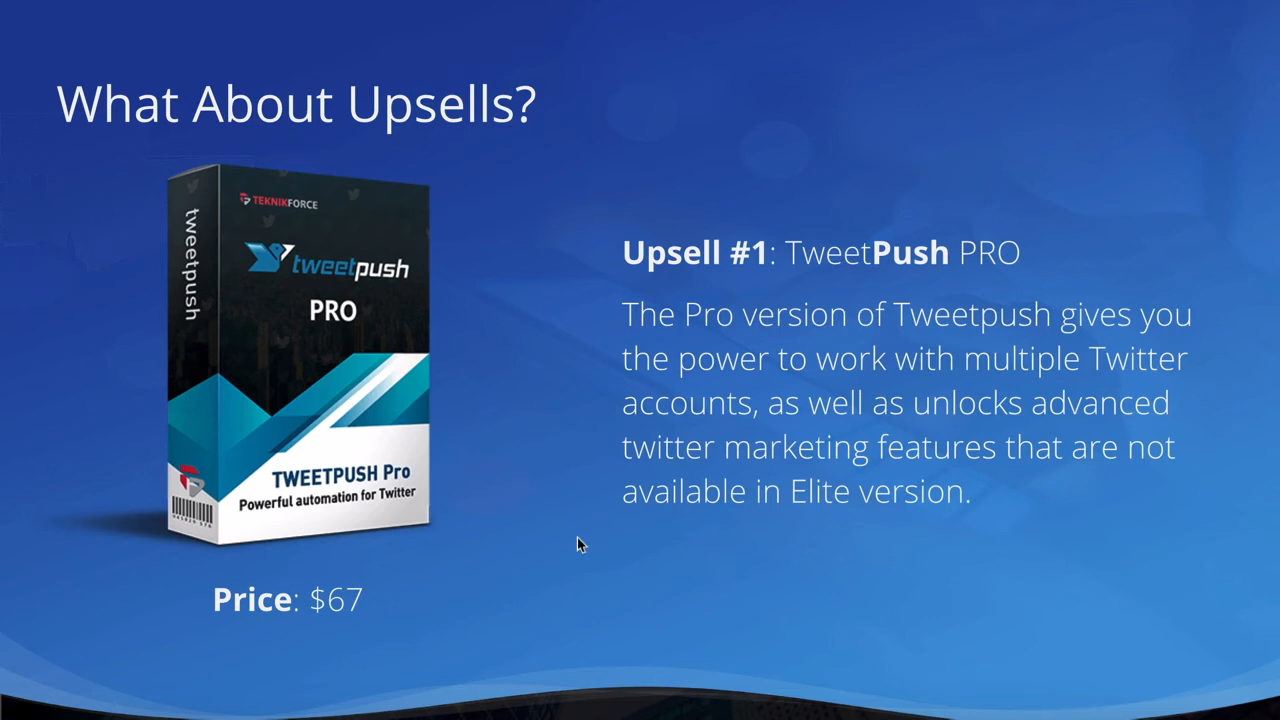 What About Upsells?
TEKNIKFORCE
tweetpush
tweetpush
PRO
TWEETPUSH Pro
Powerful automation for Twitter
Price: $67
Upsell #1: TweetPush PRO
The Pro version of Tweetpush gives you
the power to work with multiple Twitter
accounts, as well as unlocks advanced
twitter marketing features that are not
available in Elite version.